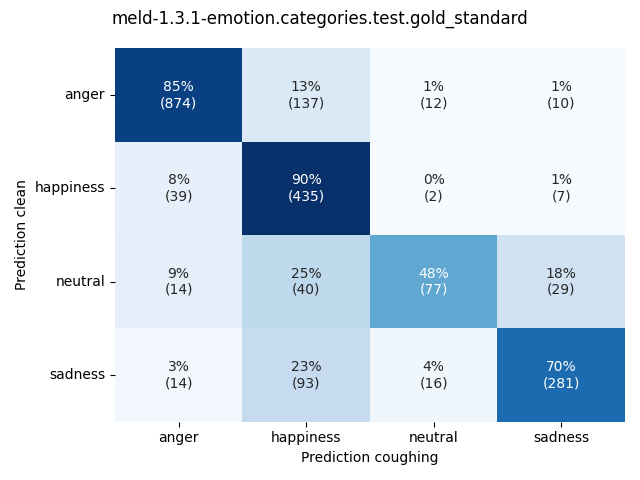 meld-1.3.1-emotion.categories.test.gold_standard
Prediction clean
anger
85%
(874)
13%
(137)
1%
(12)
1%
(10)
happiness
8%
(39)
90%
(435)
0%
(2)
1%
(7)
neutral
9%
(14)
25%
(40)
48%
(77)
18%
(29)
sadness
3%
(14)
23%
(93)
4%
(16)
70%
(281)
anger
happiness
neutral
sadness
Prediction coughing